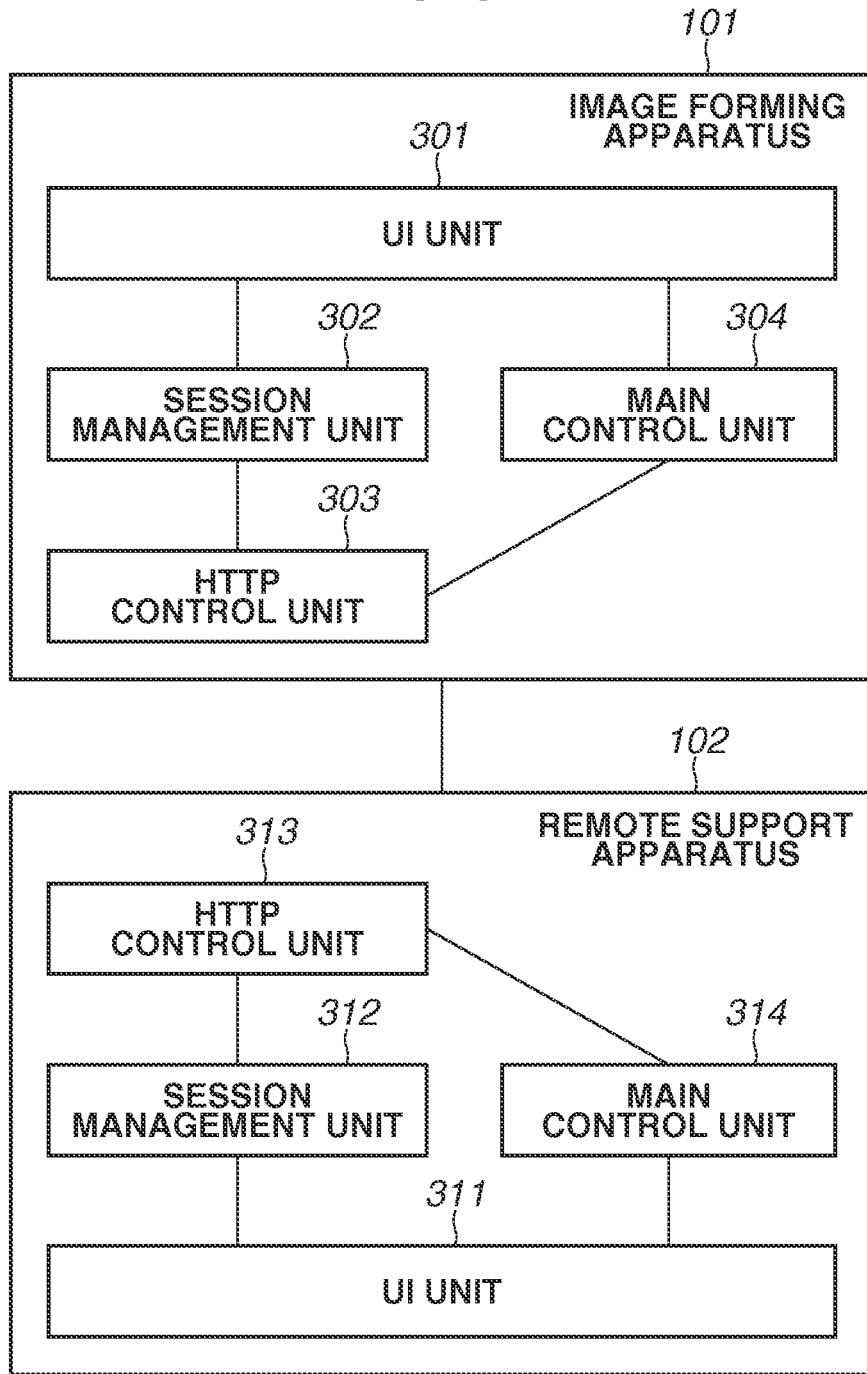 101
IMAGE FORMING
APPARATUS
301
UI UNIT
302
304
SESSION
MANAGEMENT UNIT
MAIN
CONTROL UNIT
303
HTTP
CONTROL UNIT
102
REMOTE SUPPORT
APPARATUS
313
HTTP
CONTROL UNIT
312
314
SESSION
MANAGEMENT UNIT
MAIN
CONTROL UNIT
311
UI UNIT